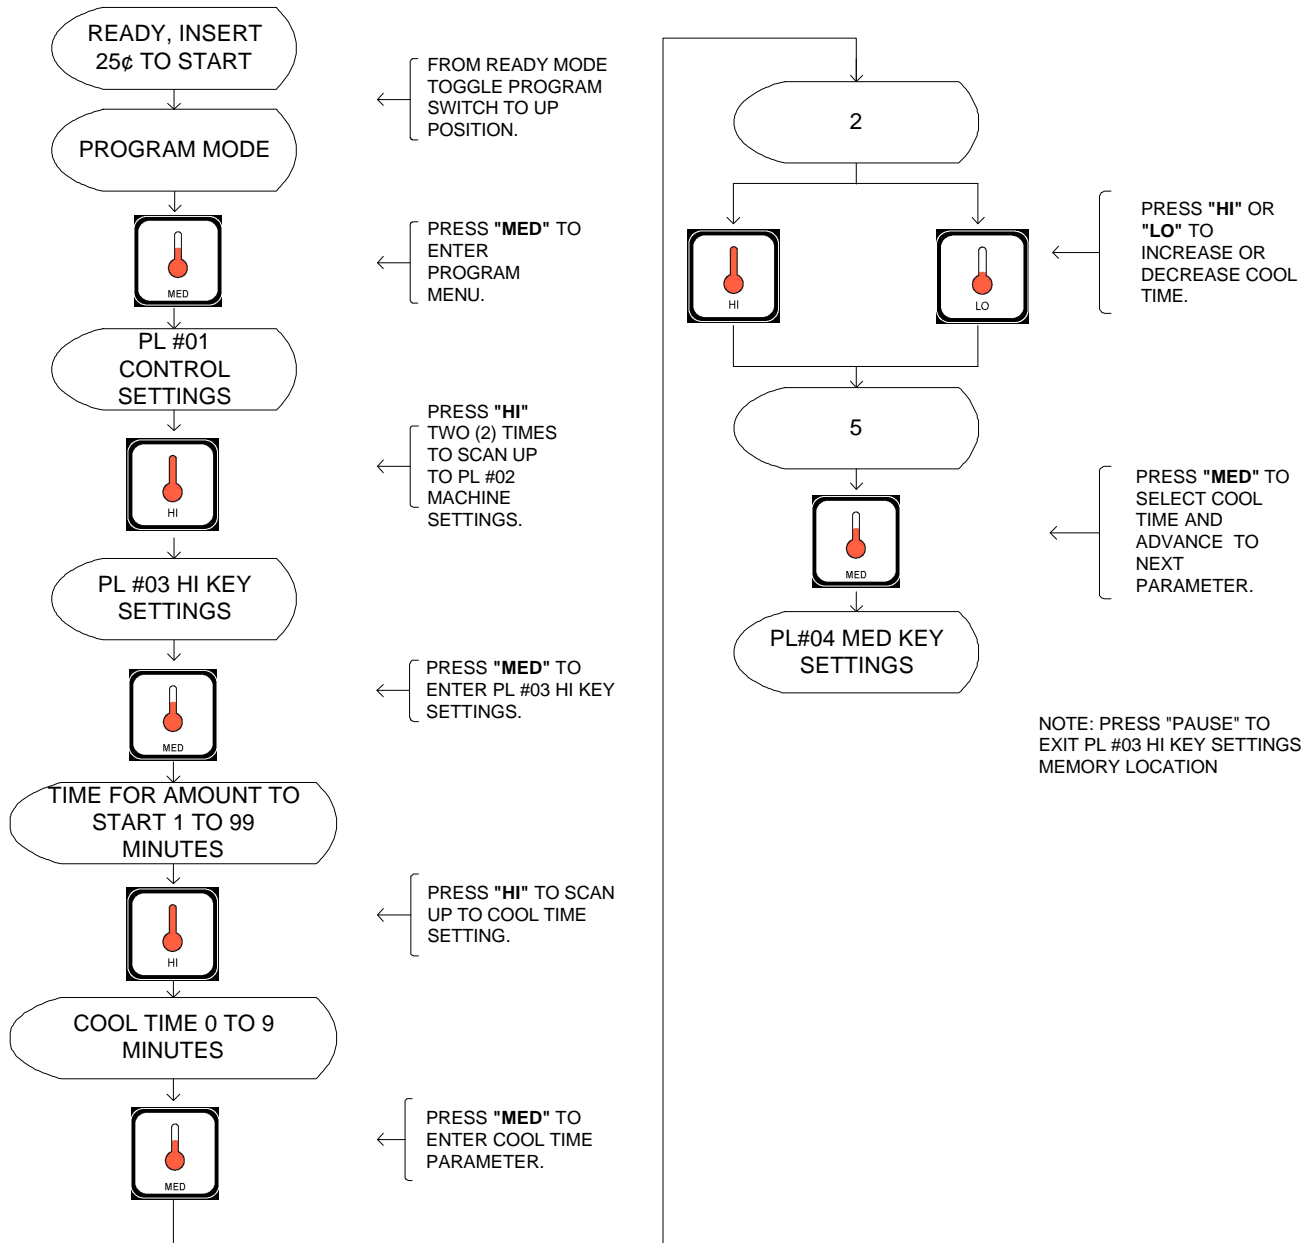 READY, INSERT
25¢ TO START
FROM READY MODE
TOGGLE PROGRAM
SWITCH TO UP
POSITION.
PROGRAM MODE
MED
PRESS "MED" TO
ENTER
PROGRAM
MENU.
PL #01
CONTROL
SETTINGS
HI
PRESS "HI"
TWO (2) TIMES
TO SCAN UP
TO PL #02
MACHINE
SETTINGS.
PL #03 HI KEY
SETTINGS
MED
PRESS "MED" TO
ENTER PL #03 HI KEY
SETTINGS.
TIME FOR AMOUNT TO
START 1 TO 99
MINUTES
HI
PRESS "HI" TO SCAN
UP TO COOL TIME
SETTING.
COOL TIME 0 TO 9
MINUTES
MED
PRESS "MED" TO
ENTER COOL TIME
PARAMETER.
2
HI
LO
PRESS "HI" OR
"LO" TO
INCREASE OR
DECREASE COOL
TIME.
5
MED
PRESS "MED" TO
SELECT COOL
TIME AND
ADVANCE TO
NEXT
PARAMETER.
PL#04 MED KEY
SETTINGS
NOTE: PRESS "PAUSE" TO
EXIT PL #03 HI KEY SETTINGS
MEMORY LOCATION